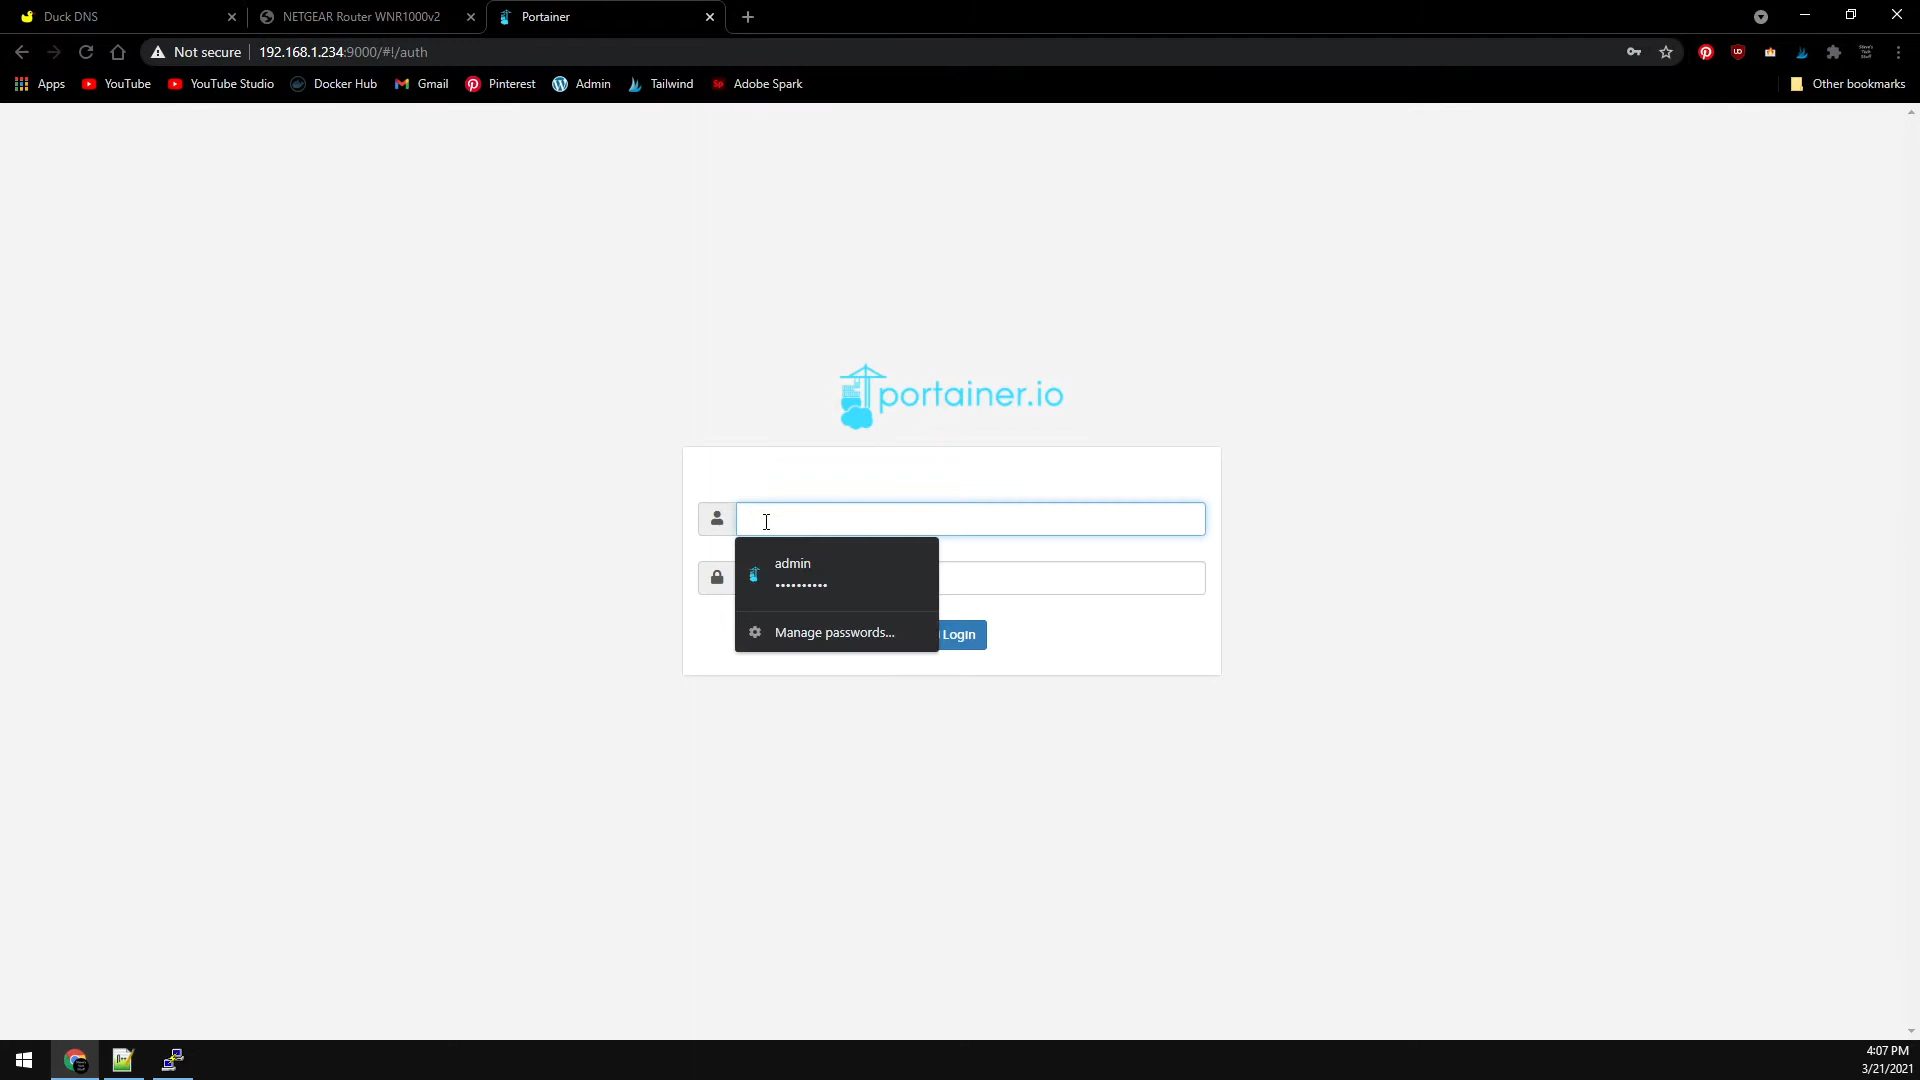 Duck DNS
NETGEAR Router WNR1000v2
Portainer
Not secure
192.168.1.234:9000/#!/auth
Apps
YouTube
YouTube Studio
Docker Hub
Gmail
Pinterest
Admin
Tailwind
Sp
Adobe Spark
Other bookmarks
portainer.io
admin
••••••••••
Manage passwords...
Login
4:07 PM
3/21/2021